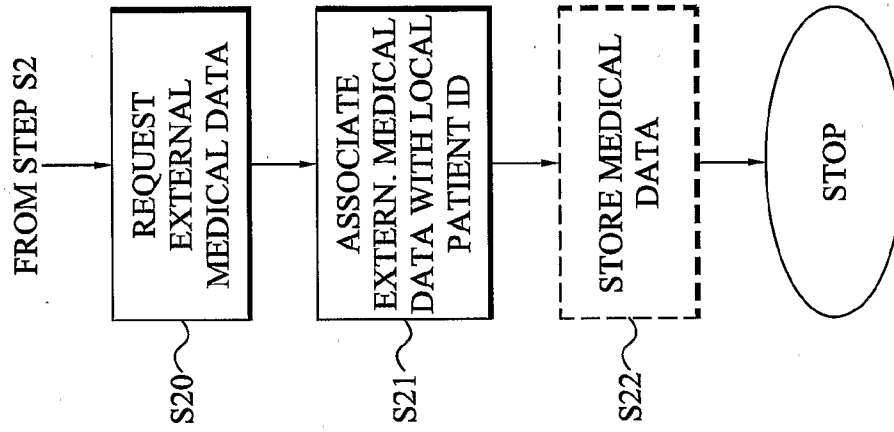 FROM STEP S2
REQUEST
EXTERNAL
MEDICAL DATA
S20
ASSOCIATE
EXTERN. MEDICAL
DATA WITH LOCAL
PATIENT ID
S21
STORE MEDICAL
DATA
S22
STOP